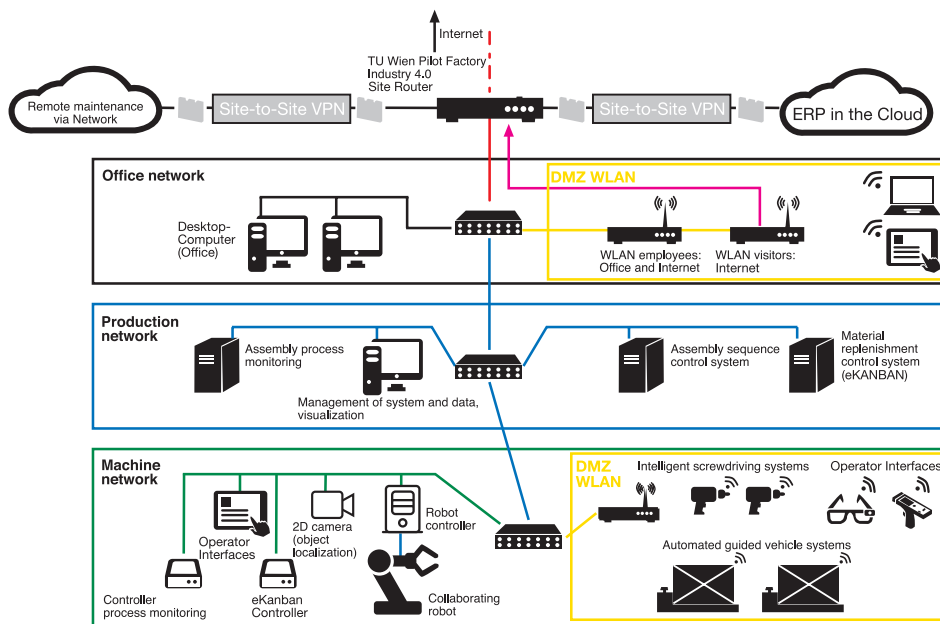 Internet
TU Wien Pilot Factory
Industry 4.0
Site Router
Remote maintenance
via Network
Site-to-Site VPN
Site-to-Site VPN
ERP in the Cloud
Office network
DMZ WLAN
Desktop-
Computer
(Office)
WLAN employees:
Office and Internet
WLAN visitors:
Internet
Production
network
Assembly process
monitoring
Management of system and data,
visualization
Assembly sequence
control system
Material
replenishment
control system
(eKANBAN)
Machine
network
DMZ
WLAN
Intelligent screwdriving systems
Operator Interfaces
Operator
Interfaces
2D camera
(object
localization)
Robot
controller
Automated guided vehicle systems
Controller
process monitoring
eKanban
Controller
Collaborating
robot